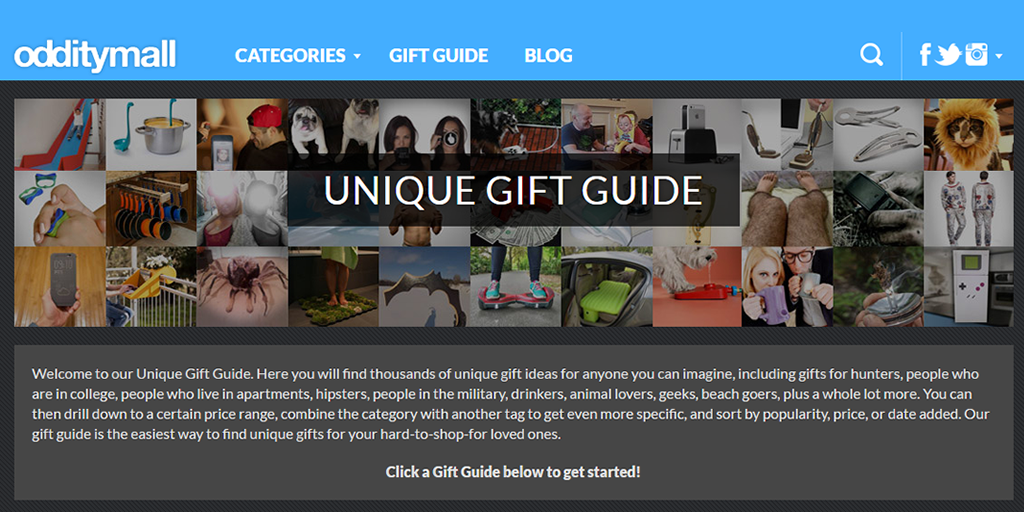 odditymall
CATEGORIES
GIFT GUIDE
BLOG
UNIQUE GIFT GUIDE
Welcome to our Unique Gift Guide. Here you will find thousands of unique gift ideas for anyone you can imagine, including gifts for hunters, people who
are in college, people who live in apartments, hipsters, people in the military, drinkers, animal lovers, geeks, beach goers, plus a whole lot more. You can
then drill down to a certain price range, combine the category with another tag to get even more specific, and sort by popularity, price, or date added. Our
gift guide is the easiest way to find unique gifts for your hard-to-shop-for loved ones.
Click a Gift Guide below to get started!